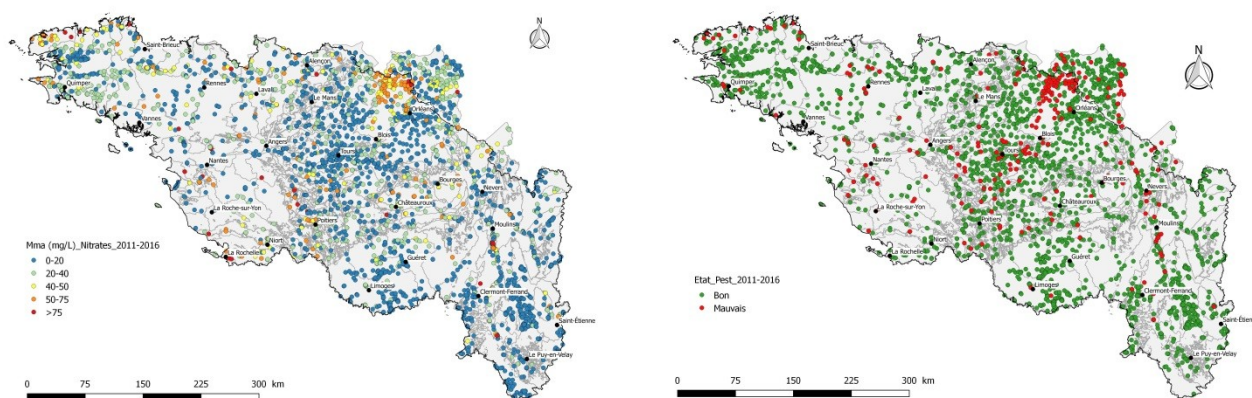 N
Saint-Brieuc
Alençon
Quimper
Rennes
Laval
Le Mans
Orléans
Vannes
Blois
Angers
Tours
Nantes
Bourges
Nevers
La Roche-sur-Yon
Châteauroux
Poitiers
Moulins
Niort
La Rochelle
Guéret
Limoges
Clermont-Ferrand
Saint-Étienne
Le Puy-en-Velay
Mma (mg/L)_Nitrates_2011-2016
0-20
20-40
40-50
50-75
>75
0 75 150 225 300 km
N
Saint-Brieuc
Alençon
Quimper
Rennes
Laval
Le Mans
Orléans
Vannes
Blois
Angers
Tours
Nantes
Bourges
Nevers
La Roche-sur-Yon
Châteauroux
Poitiers
Moulins
Niort
La Rochelle
Guéret
Limoges
Clermont-Ferrand
Saint-Étienne
Le Puy-en-Velay
Etat_Pest_2011-2016
Bon
Mauvais
0 75 150 225 300 km